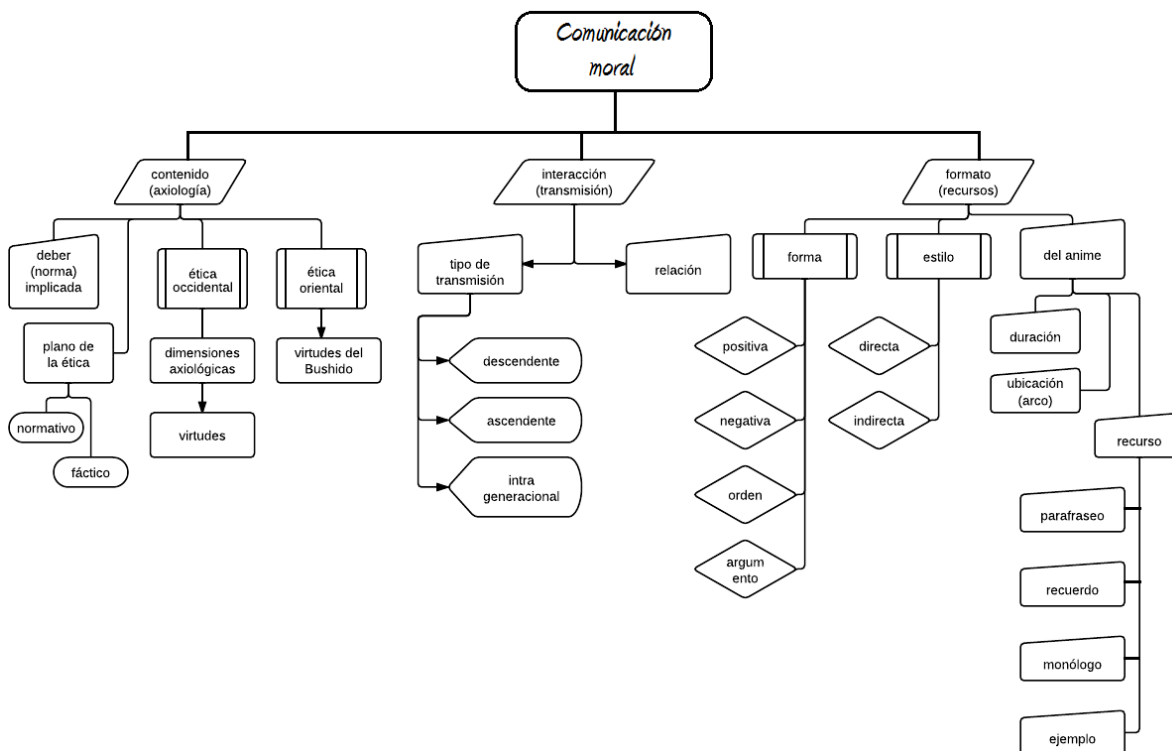 Comunicación
moral
contenido
(axiología)
interacción
(transmisión)
formato
(recursos)
deber
(norma)
implicada
ética
occidental
ética
oriental
tipo de
transmisión
relación
forma
estilo
del anime
plano de
la ética
dimensiones
axiológicas
virtudes del
Bushido
normativo
fáctico
virtudes
descendente
ascendente
intra
generacional
positiva
negativa
orden
argum
ento
directa
indirecta
duración
ubicación
(arco)
recurso
parafraseo
recuerdo
monólogo
ejemplo